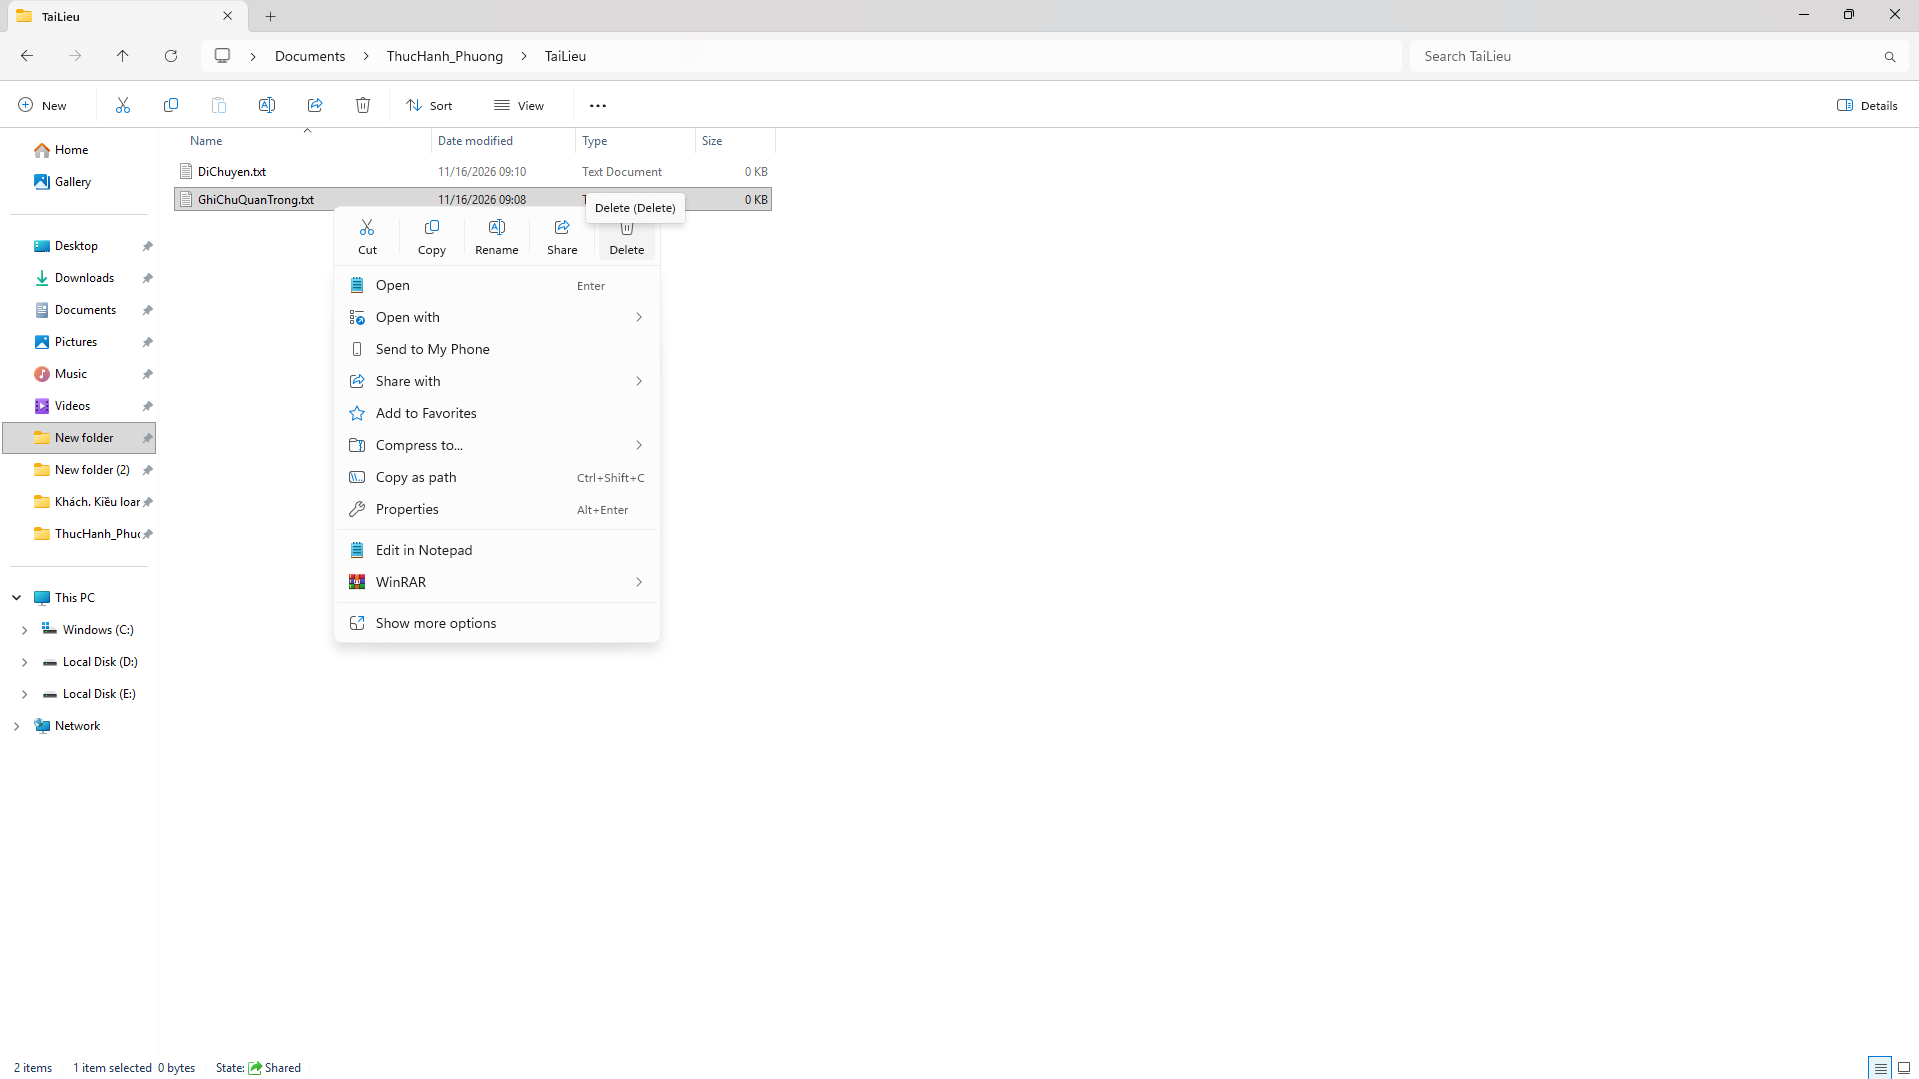 TaiLieu
Documents > ThucHanh_Phuong > TaiLieu
Search TaiLieu
New
Sort
View
Details
Name
Date modified
Type
Size
DiChuyen.txt 11/16/2026 09:10 Text Document 0 KB
GhiChuQuanTrong.txt 11/16/2026 09:08 0 KB
Delete (Delete)
Cut
Copy
Rename
Share
Delete
Open Enter
Open with
Send to My Phone
Share with
Add to Favorites
Compress to...
Copy as path Ctrl+Shift+C
Properties Alt+Enter
Edit in Notepad
WinRAR
Show more options
Home
Gallery
Desktop
Downloads
Documents
Pictures
Music
Videos
New folder
New folder (2)
Khách. Kiều loar
ThucHanh_Phuc
This PC
Windows (C:)
Local Disk (D:)
Local Disk (E:)
Network
2 items
1 item selected 0 bytes
State: Shared